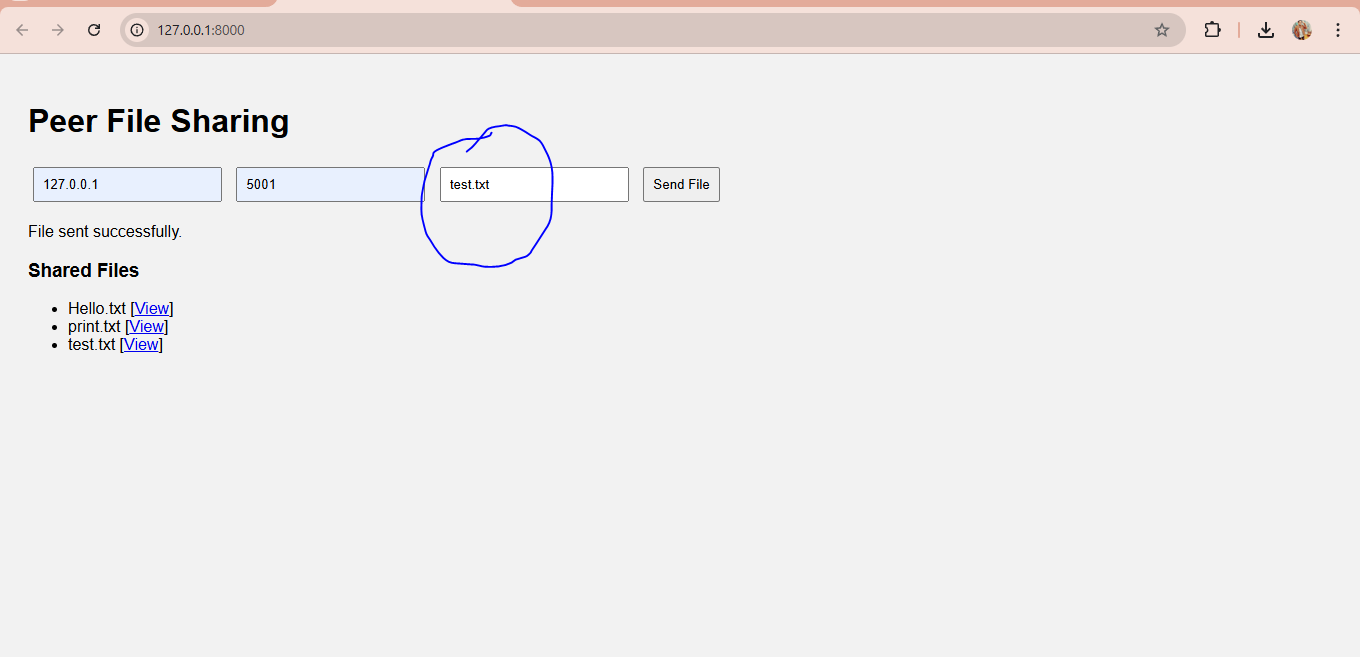 127.0.0.1:8000
Peer File Sharing
127.0.0.1 5001 test.txt Send File
File sent successfully.
Shared Files
• Hello.txt [View]
• print.txt [View]
• test.txt [View]